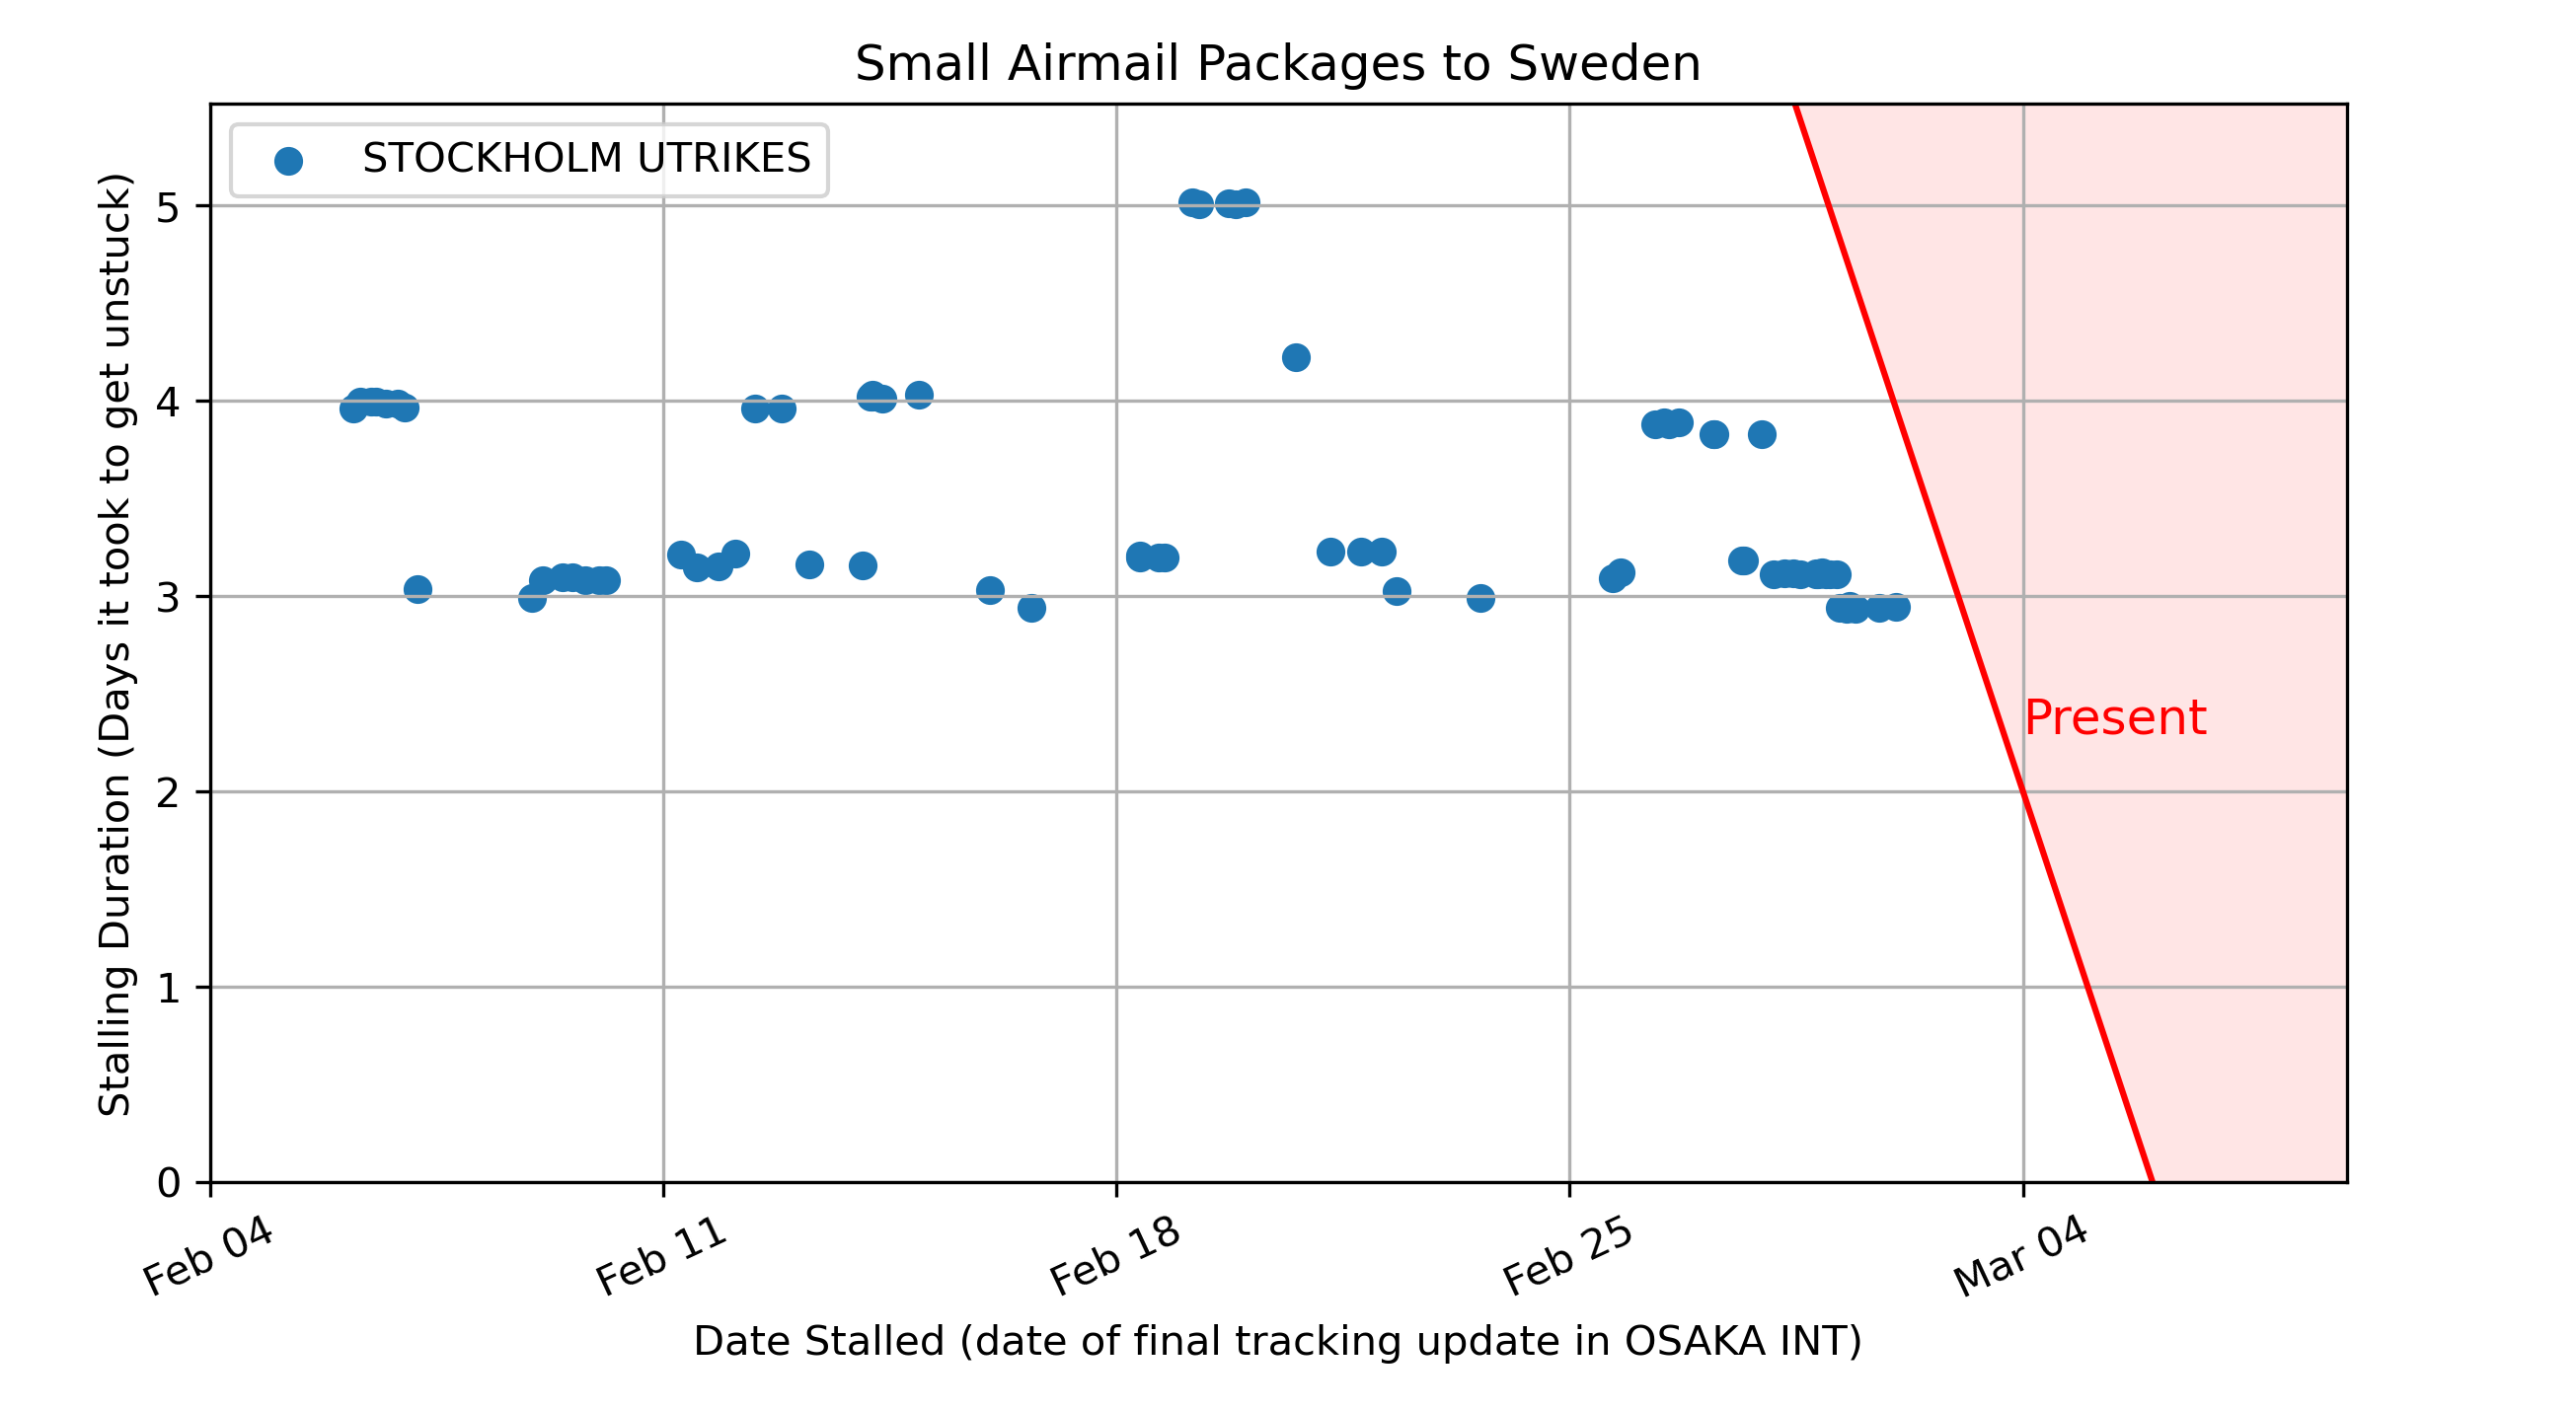 Small Airmail Packages to Sweden
STOCKHOLM UTRIKES
Stalling Duration (Days it took to get unstuck)
5
4
3
2
1
0
Present
Feb 04
Feb 11
Feb 18
Feb 25
Mar 04
Date Stalled (date of final tracking update in OSAKA INT)